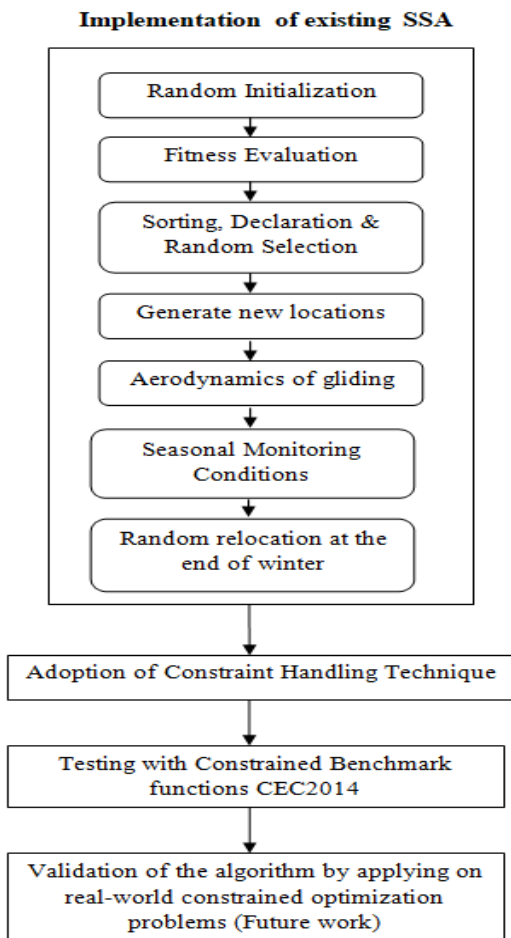 Implementation of existing SSA
Random Initialization
Fitness Evaluation
Sorting, Declaration &
Random Selection
Generate new locations
Aerodynamics of gliding
Seasonal Monitoring
Conditions
Random relocation at the
end of winter
Adoption of Constraint Handling Technique
Testing with Constrained Benchmark
functions CEC2014
Validation of the algorithm by applying on
real-world constrained optimization
problems (Future work)